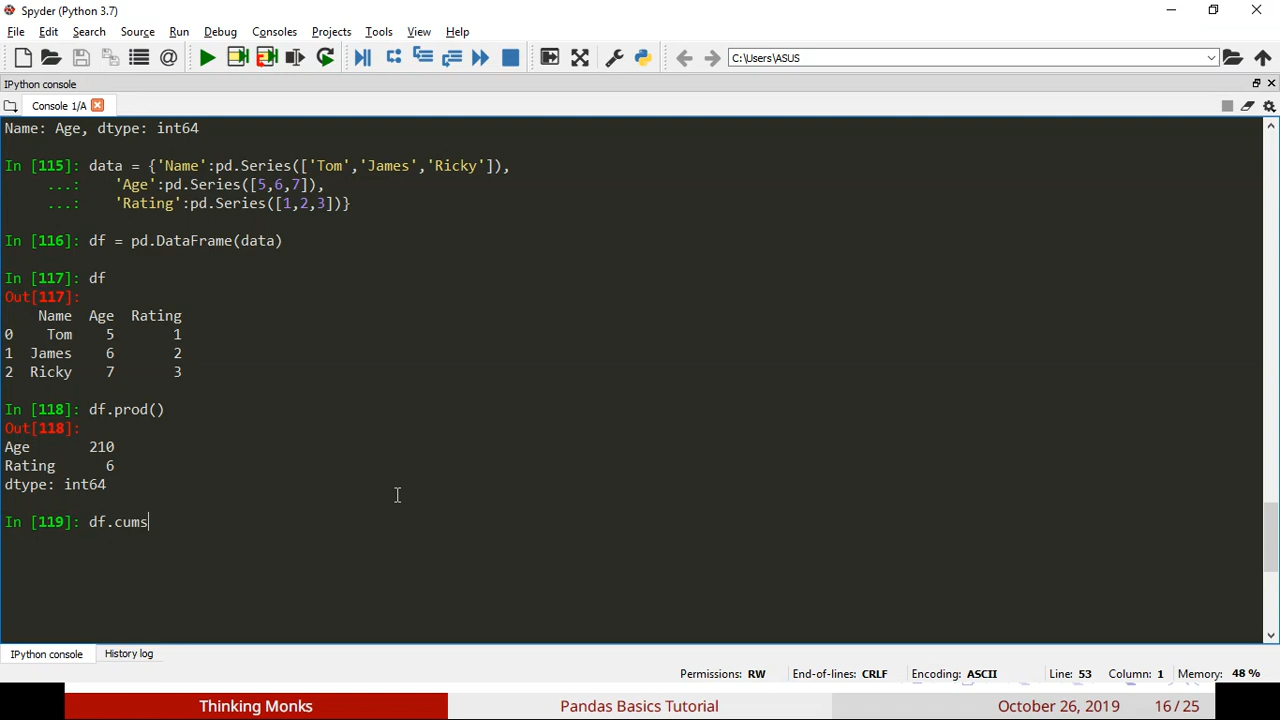 Spyder (Python 3.7)
File Edit Search Source Run Debug Consoles Projects Tools View Help
C:\Users\ASUS
IPython console
Console 1/A
Name: Age, dtype: int64
In [115]: data = {'Name':pd.Series(['Tom','James','Ricky']),
...: 'Age':pd.Series([5,6,7]),
...: 'Rating':pd.Series([1,2,3])}
In [116]: df = pd.DataFrame(data)
In [117]: df
Out[117]:
Name Age Rating
0 Tom 5 1
1 James 6 2
2 Ricky 7 3
In [118]: df.prod()
Out[118]:
Age 210
Rating 6
dtype: int64
In [119]: df.cums
IPython console History log
Permissions: RW End-of-lines: CRLF Encoding: ASCII Line: 53 Column: 1 Memory: 48 %
Thinking Monks Pandas Basics Tutorial October 26, 2019 16/25